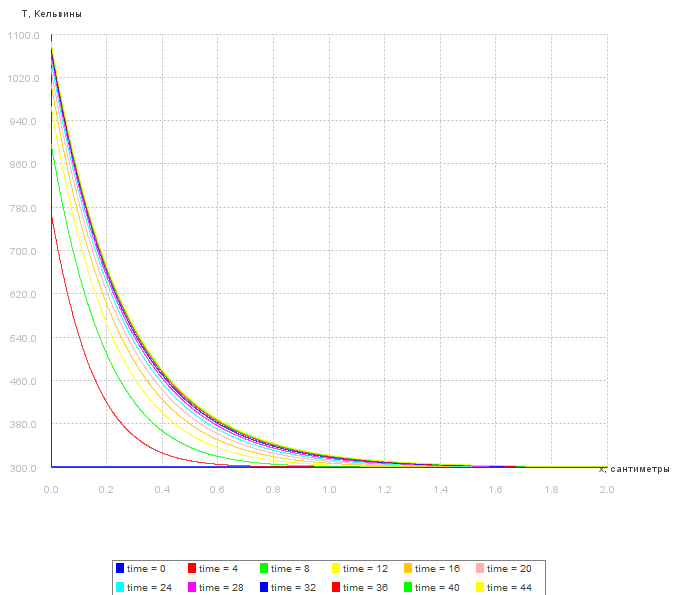 T, Кельвины
1100.0
1020.0
940.0
860.0
780.0
700.0
620.0
540.0
460.0
380.0
300.0
x, сантиметры
0.0 0.2 0.4 0.6 0.8 1.0 1.2 1.4 1.6 1.8 2.0
time = 0 time = 4 time = 8 time = 12 time = 16 time = 20
time = 24 time = 28 time = 32 time = 36 time = 40 time = 44